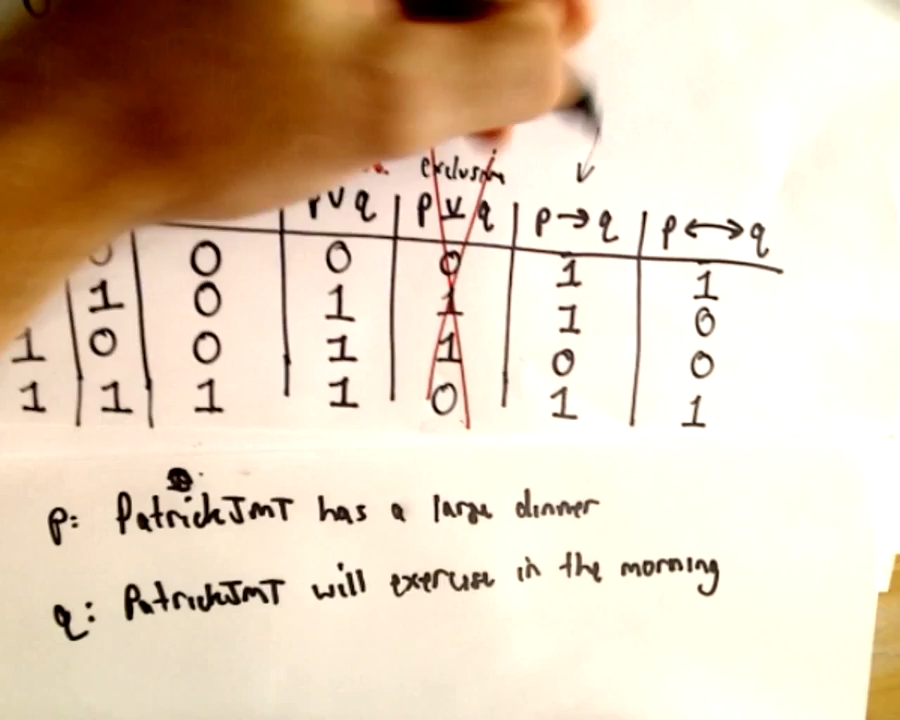 exclusive
p ∨ q | p ⊻ q | p → q | p ↔ q
0 0 0 1 1
1 0 1 1 1 0
1 0 0 1 1 0 0
1 1 1 1 0 1 1
p: PatrickJMT has a large dinner
q: PatrickJMT will exercise in the morning